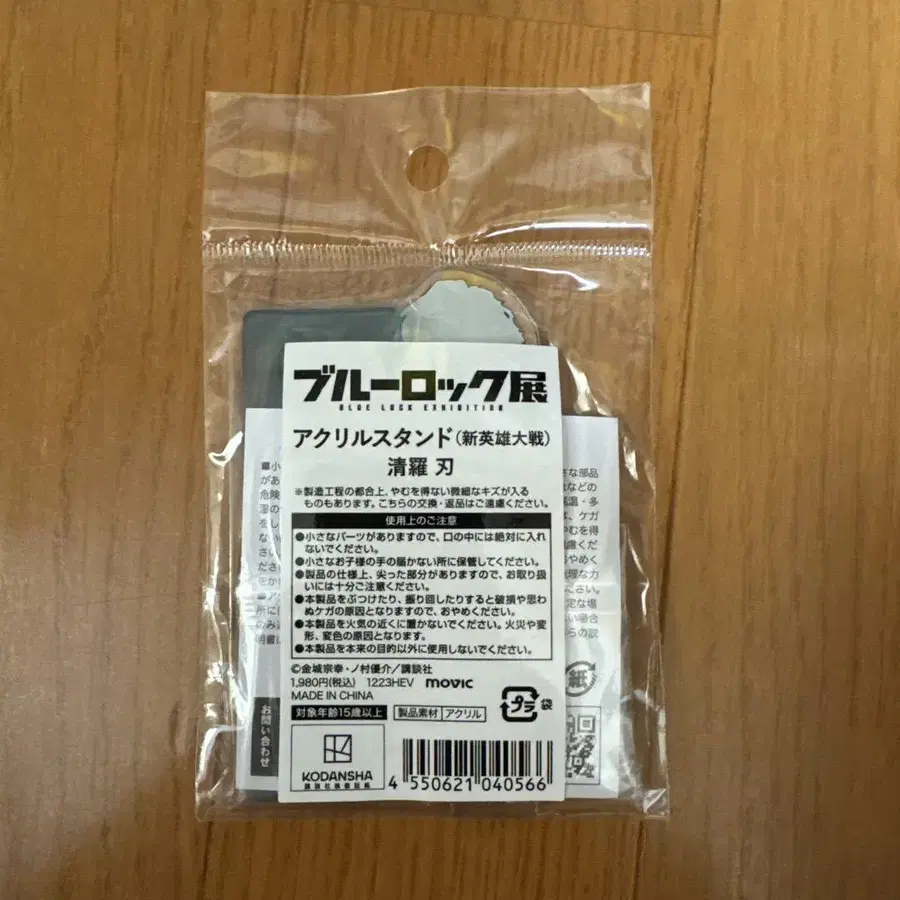 ブルーロック展
BLUE LOCK EXHIBITION
アクリルスタンド(新英雄大戦)
清羅 刃
※製造工程の都合上、やむを得ない微細なキズが入る
ものもあります。こちらの交換・返品はご遠慮ください。
使用上のご注意
●小さなパーツがありますので、口の中には絶対に入れ
ないでください。
●小さなお子様の手の届かない所に保管してください。
●製品の仕様上、尖った部分がありますので、お取り扱
いには十分ご注意ください。
●本製品をぶつけたり、振り回したりすると破損や思わ
ぬケガの原因となりますので、おやめください。
●本製品を火気の近くに置かないでください。火災や変
形、変色の原因となります。
●本製品を本来の目的以外に使用しないでください。
©金城宗幸・ノ村優介/講談社
1,980円(税込) 1223HEV movic
MADE IN CHINA
プラ 袋
対象年齢15歳以上 製品素材 アクリル
KODANSHA
4 550621 040566
お問い合わせ
紙